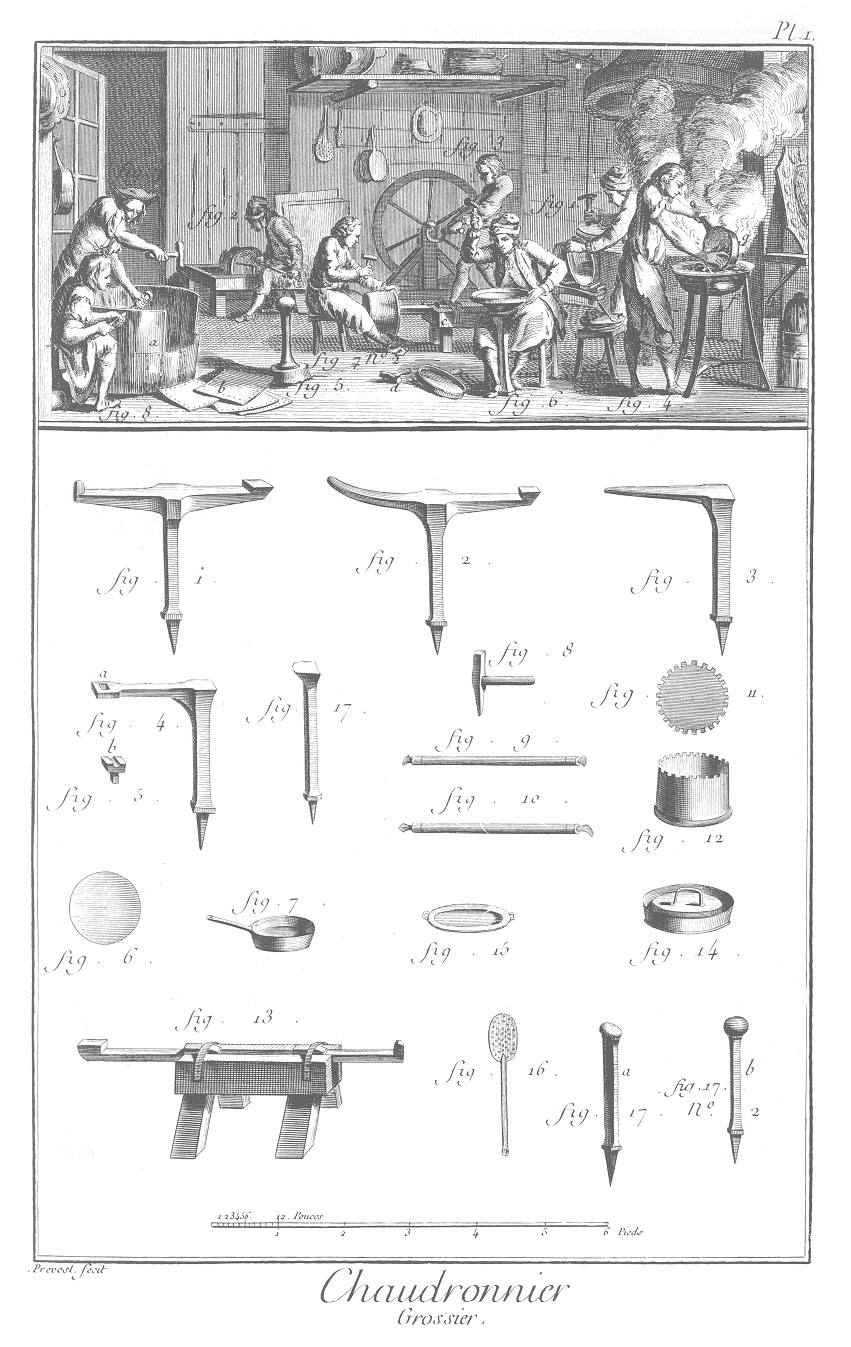 Pl. 1.
fig. 3
fig. 2
fig. 1
a
fig. 7 n.º 2
b
fig. 5.
d
fig. 8.
fig. 6.
fig. 4.
fig. 1.
fig. 2.
fig. 3.
fig. 8
a
fig. 11.
fig. 4.
fig. 17.
fig. 9.
b
fig. 5.
fig. 10.
fig. 12
fig. 7.
fig. 6.
fig. 15
fig. 14.
fig. 13.
fig. 16.
a
b
fig. 17.
fig. 17.
Nº. 2
1 2 3 4 5 6. 12. Pouces
1 2 3 4 5 6 Pieds
Prevost. fecit
Chaudronnier
Grossier.